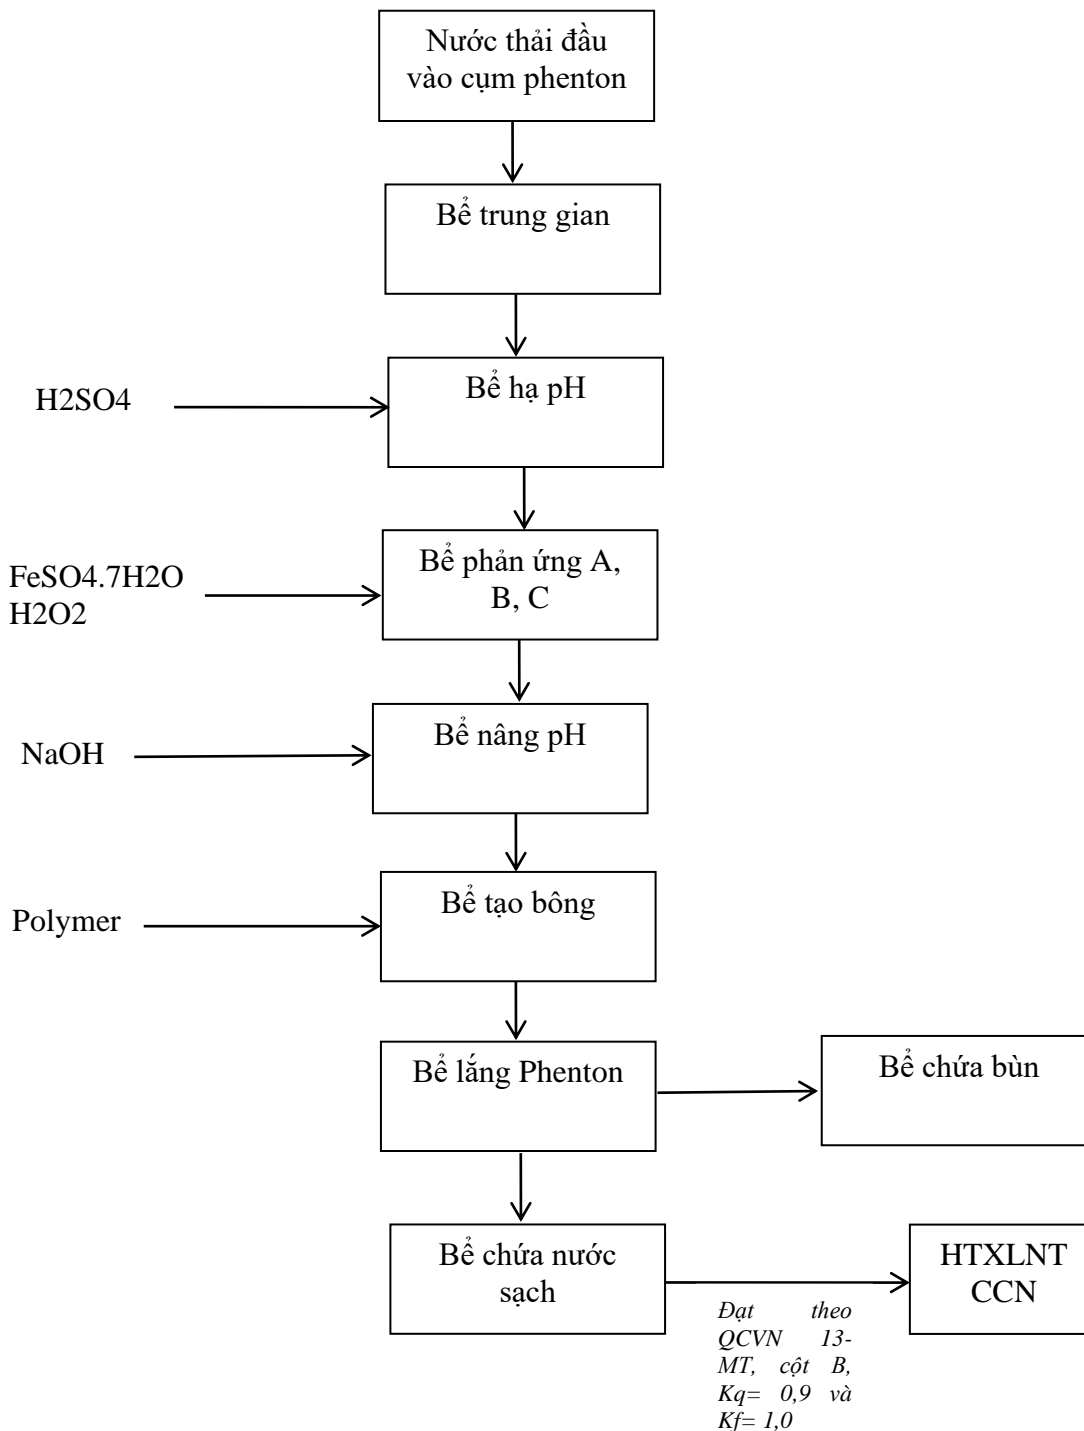 Nước thải đầu
vào cụm phenton
Bể trung gian
H2SO4
Bể hạ pH
FeSO4.7H2O
H2O2
Bể phản ứng A,
B, C
NaOH
Bể nâng pH
Polymer
Bể tạo bông
Bể lắng Phenton
Bể chứa bùn
Bể chứa nước
sạch
HTXLNT
CCN
Đạt theo
QCVN 13-
MT, cột B,
Kq= 0,9 và
Kf= 1,0